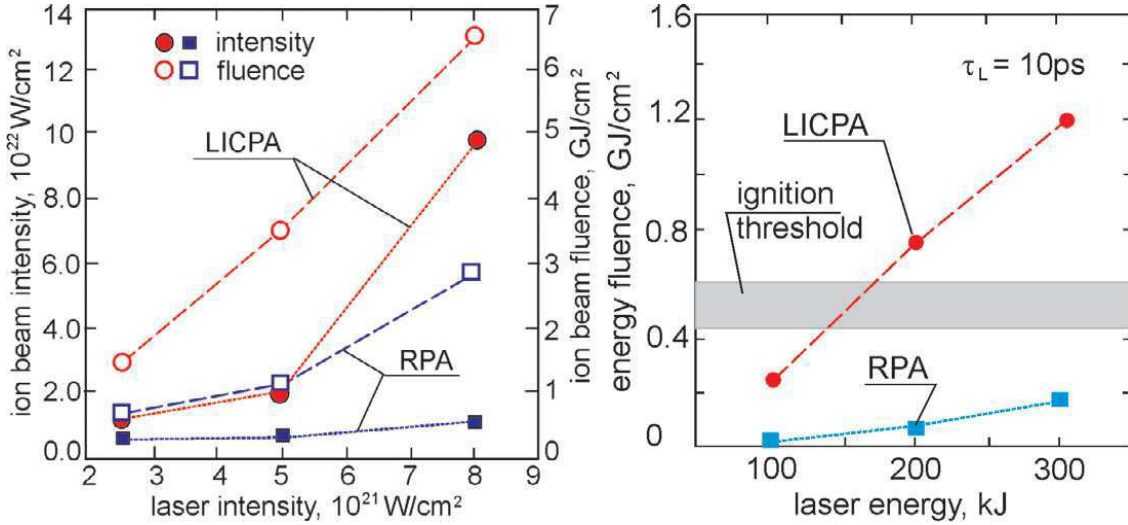 14
12
10
8.0
6.0
4.0
2.0
0.0
ion beam intensity, 10²² W/cm²
intensity
fluence
LICPA
RPA
2 3 4 5 6 7 8 9
laser intensity, 10²¹ W/cm²
7
6
5
4
3
2
1
0
ion beam fluence, GJ/cm²
1.6
1.2
0.8
0.4
0
energy fluence, GJ/cm²
τL = 10ps
LICPA
ignition
threshold
RPA
100 200 300
laser energy, kJ